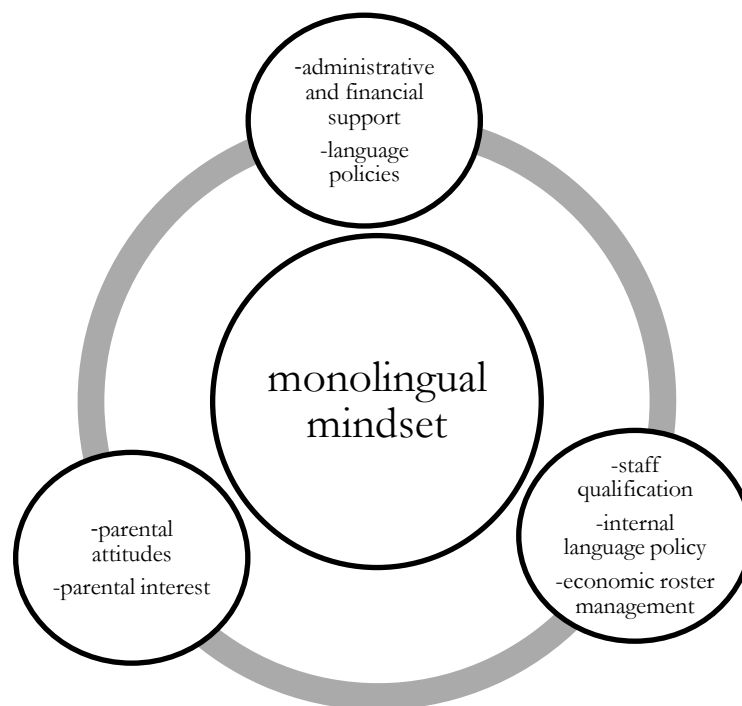 -administrative
and financial
support
-language
policies
monolingual
mindset
-parental
attitudes
-parental interest
-staff
qualification
-internal
language policy
-economic roster
management